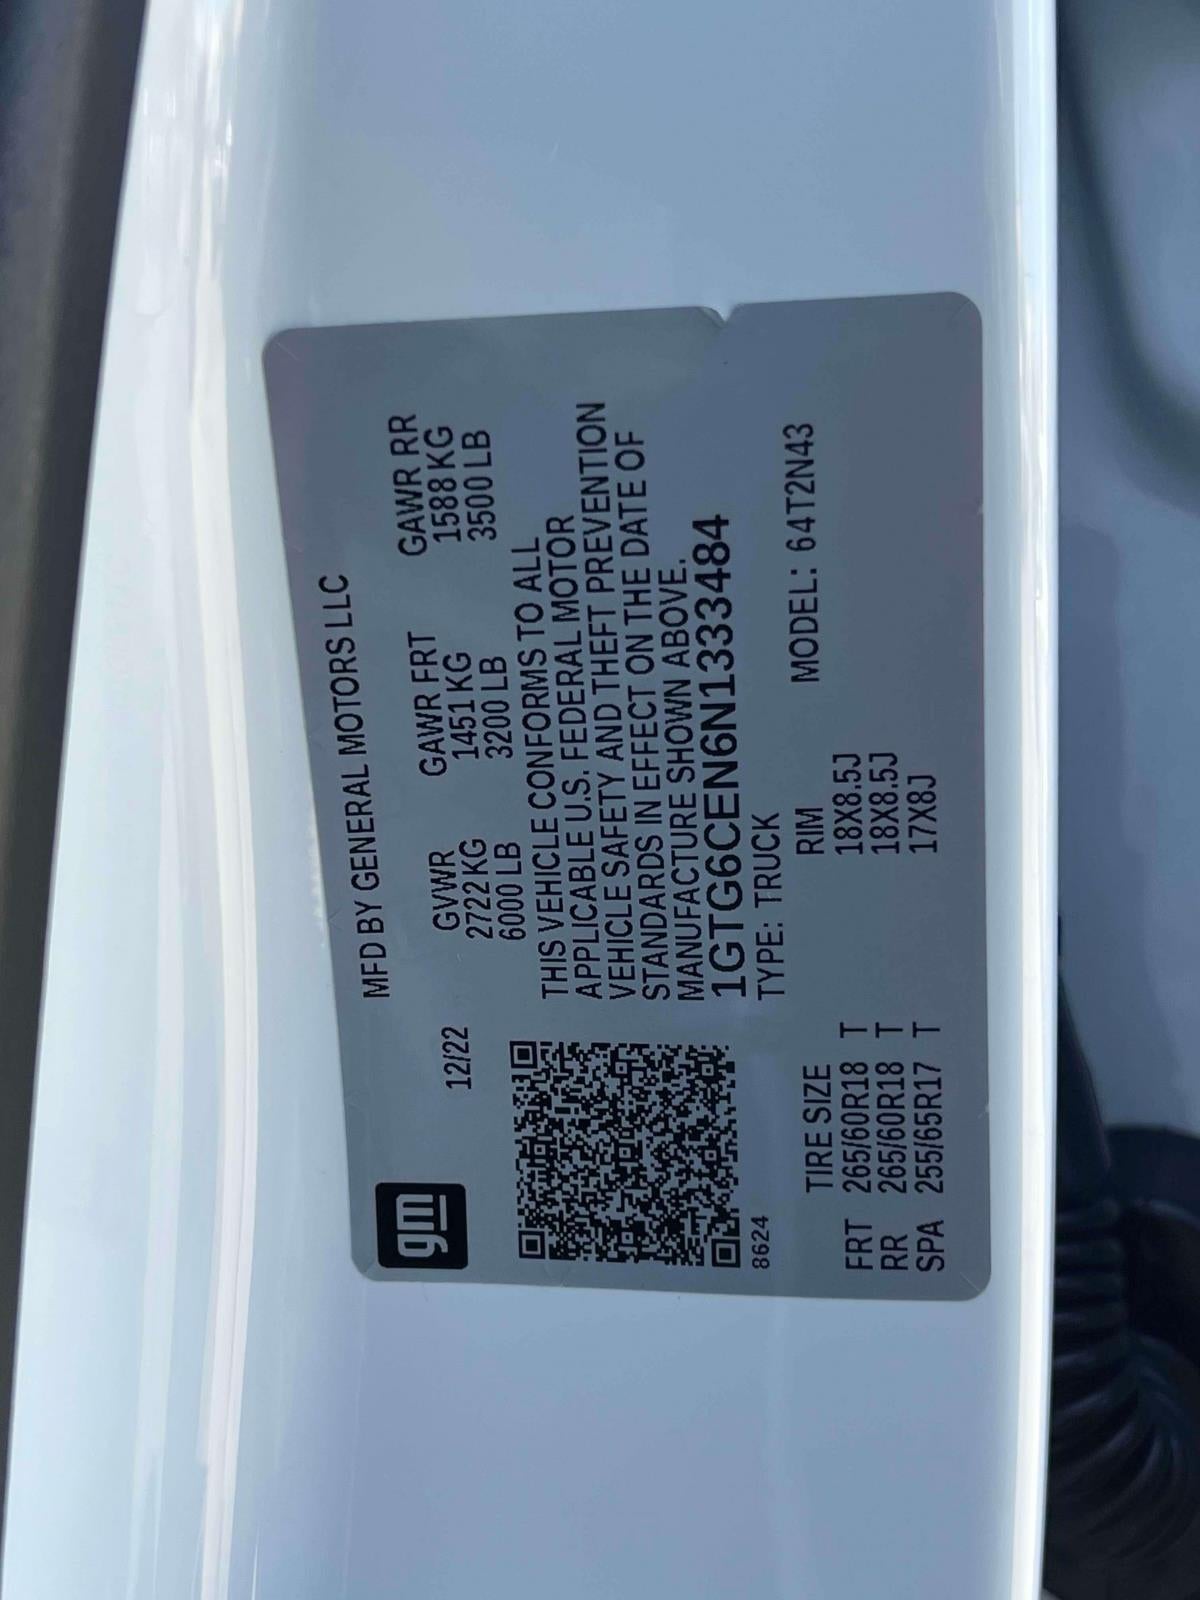 gm
MFD BY GENERAL MOTORS LLC
12/22 GVWR GAWR FRT GAWR RR
2722 KG 1451 KG 1588 KG
6000 LB 3200 LB 3500 LB
THIS VEHICLE CONFORMS TO ALL
APPLICABLE U.S. FEDERAL MOTOR
VEHICLE SAFETY AND THEFT PREVENTION
STANDARDS IN EFFECT ON THE DATE OF
MANUFACTURE SHOWN ABOVE.
1GTG6CEN6N1333484
8624 TYPE: TRUCK
TIRE SIZE RIM MODEL: 64T2N43
FRT 265/60R18 T 18X8.5J
RR 265/60R18 T 18X8.5J
SPA 255/65R17 T 17X8J